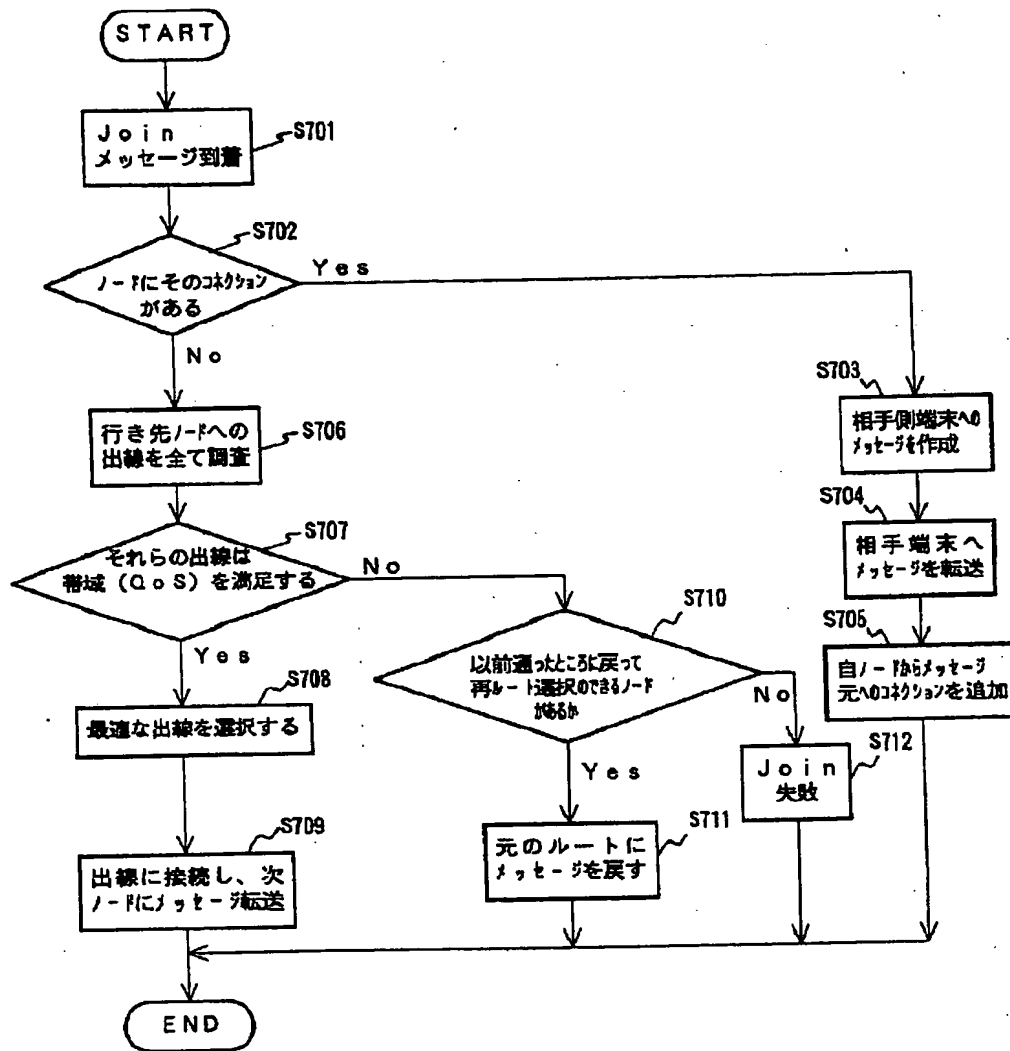 START
Join
メッセージ到着
S701
S702
ノードにそのコネクション
がある
Yes
No
S703
相手側端末への
メッセージを作成
行き先ノードへの
出線を全て調査
S706
S704
相手端末へ
メッセージを転送
S707
それらの出線は
帯域（QoS）を満足する
No
Yes
S710
以前通ったところに戻って
再ルート選択のできるノード
があるか
No
Yes
S705
自ノードからメッセージ
元へのコネクションを追加
S708
最適な出線を選択する
S712
Join
失敗
S709
出線に接続し、次
ノードにメッセージ転送
S711
元のルートに
メッセージを戻す
END